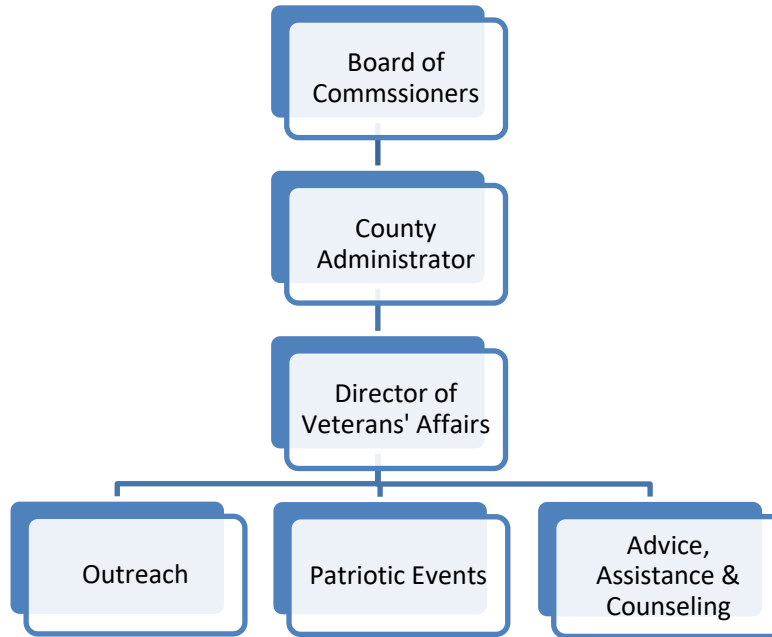 Board of
Commssioners
County
Administrator
Director of
Veterans' Affairs
Outreach
Patriotic Events
Advice,
Assistance &
Counseling